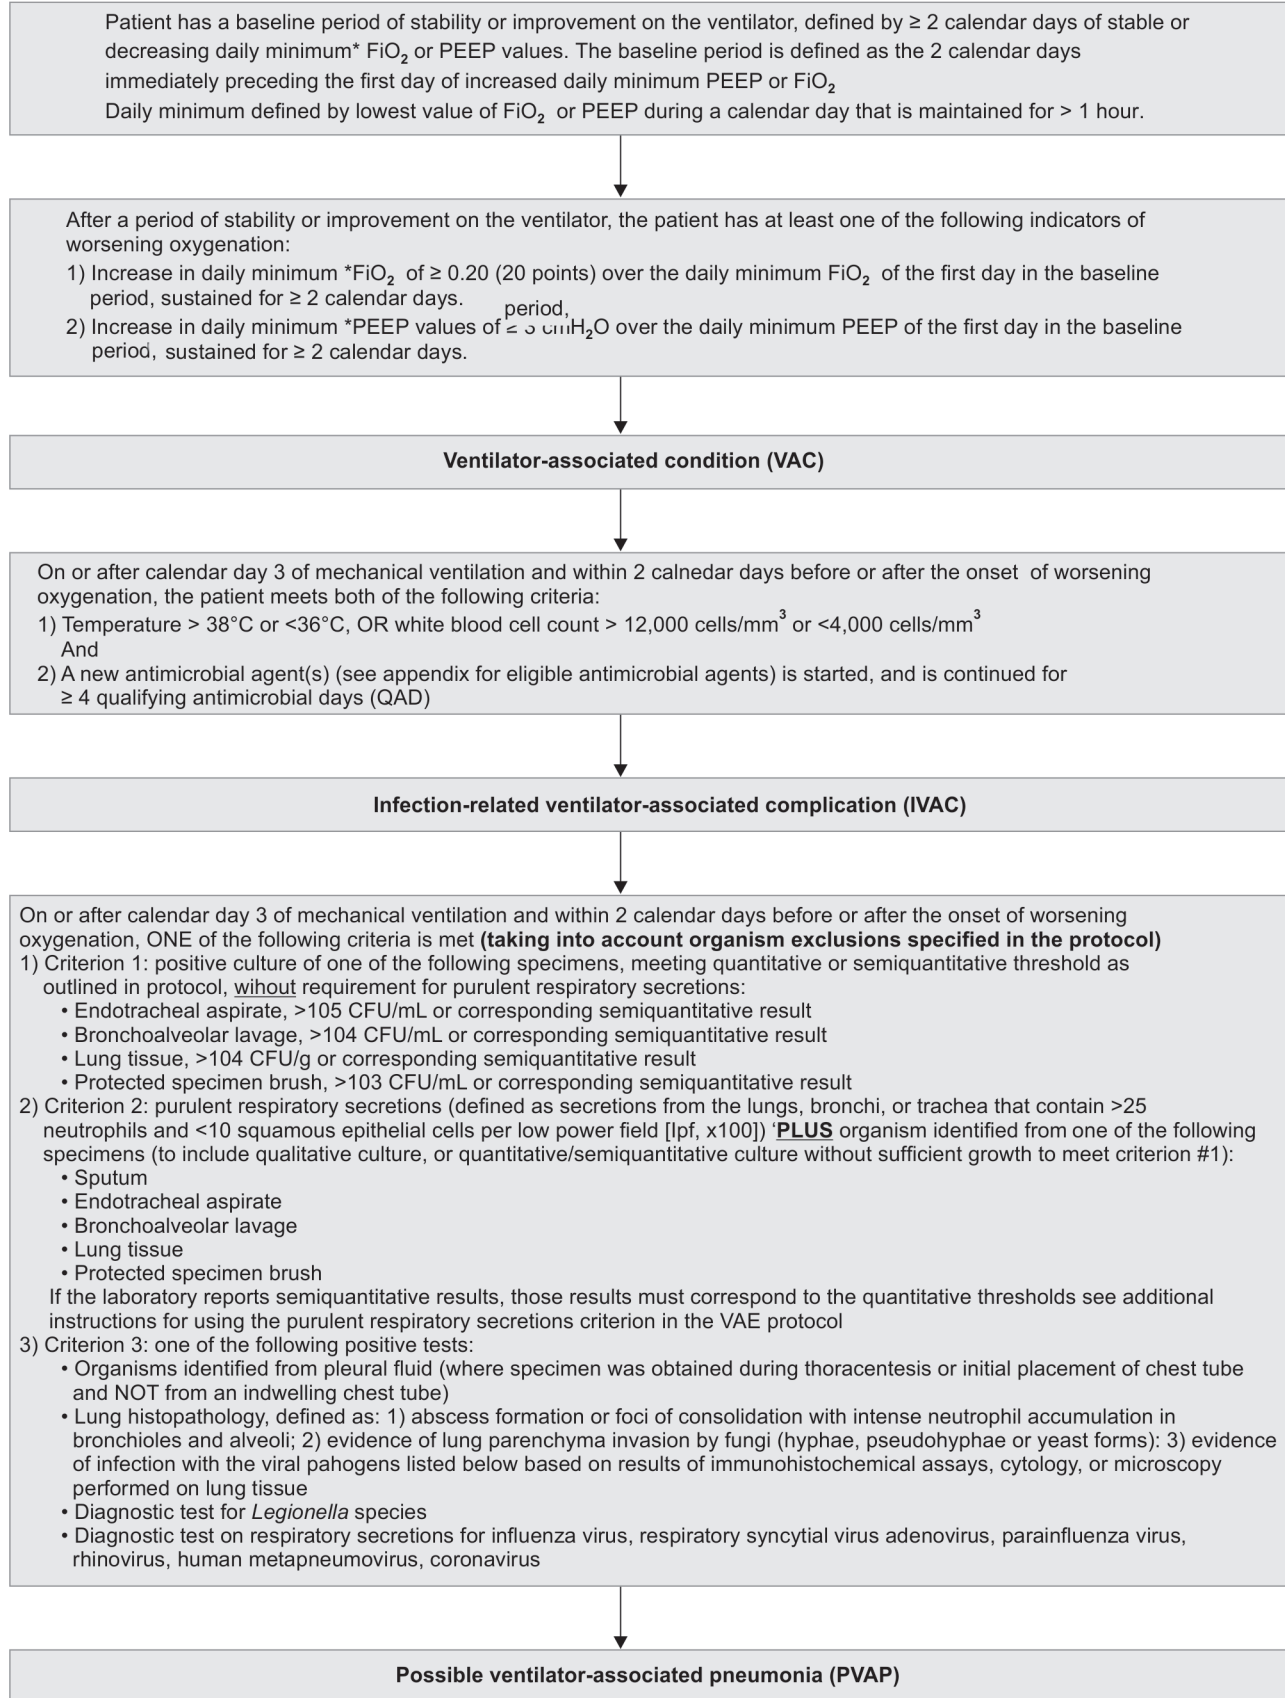 Patient has a baseline period of stability or improvement on the ventilator, defined by ≥ 2 calendar days of stable or
decreasing daily minimum* FiO₂ or PEEP values. The baseline period is defined as the 2 calendar days
immediately preceding the first day of increased daily minimum PEEP or FiO₂
Daily minimum defined by lowest value of FiO₂ or PEEP during a calendar day that is maintained for > 1 hour.
After a period of stability or improvement on the ventilator, the patient has at least one of the following indicators of
worsening oxygenation:
1) Increase in daily minimum *FiO₂ of ≥ 0.20 (20 points) over the daily minimum FiO₂ of the first day in the baseline
period, sustained for ≥ 2 calendar days.
period,
2) Increase in daily minimum *PEEP values of ≥ 3 cmH₂O over the daily minimum PEEP of the first day in the baseline
period, sustained for ≥ 2 calendar days.
Ventilator-associated condition (VAC)
On or after calendar day 3 of mechanical ventilation and within 2 calnedar days before or after the onset of worsening
oxygenation, the patient meets both of the following criteria:
1) Temperature > 38°C or <36°C, OR white blood cell count > 12,000 cells/mm³ or <4,000 cells/mm³
And
2) A new antimicrobial agent(s) (see appendix for eligible antimicrobial agents) is started, and is continued for
≥ 4 qualifying antimicrobial days (QAD)
Infection-related ventilator-associated complication (IVAC)
On or after calendar day 3 of mechanical ventilation and within 2 calendar days before or after the onset of worsening
oxygenation, ONE of the following criteria is met (taking into account organism exclusions specified in the protocol)
1) Criterion 1: positive culture of one of the following specimens, meeting quantitative or semiquantitative threshold as
outlined in protocol, wihout requirement for purulent respiratory secretions:
• Endotracheal aspirate, >105 CFU/mL or corresponding semiquantitative result
• Bronchoalveolar lavage, >104 CFU/mL or corresponding semiquantitative result
• Lung tissue, >104 CFU/g or corresponding semiquantitative result
• Protected specimen brush, >103 CFU/mL or corresponding semiquantitative result
2) Criterion 2: purulent respiratory secretions (defined as secretions from the lungs, bronchi, or trachea that contain >25
neutrophils and <10 squamous epithelial cells per low power field [lpf, x100]) ‘PLUS organism identified from one of the following
specimens (to include qualitative culture, or quantitative/semiquantitative culture without sufficient growth to meet criterion #1):
• Sputum
• Endotracheal aspirate
• Bronchoalveolar lavage
• Lung tissue
• Protected specimen brush
If the laboratory reports semiquantitative results, those results must correspond to the quantitative thresholds see additional
instructions for using the purulent respiratory secretions criterion in the VAE protocol
3) Criterion 3: one of the following positive tests:
• Organisms identified from pleural fluid (where specimen was obtained during thoracentesis or initial placement of chest tube
and NOT from an indwelling chest tube)
• Lung histopathology, defined as: 1) abscess formation or foci of consolidation with intense neutrophil accumulation in
bronchioles and alveoli; 2) evidence of lung parenchyma invasion by fungi (hyphae, pseudohyphae or yeast forms): 3) evidence
of infection with the viral pathogens listed below based on results of immunohistochemical assays, cytology, or microscopy
performed on lung tissue
• Diagnostic test for Legionella species
• Diagnostic test on respiratory secretions for influenza virus, respiratory syncytial virus adenovirus, parainfluenza virus,
rhinovirus, human metapneumovirus, coronavirus
Possible ventilator-associated pneumonia (PVAP)